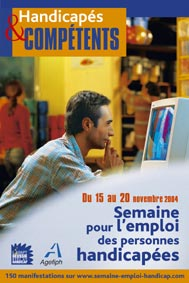 Handicapés
& COMPÉTENTS
Du 15 au 20 novembre 2004
Semaine
pour l'emploi
des personnes
handicapées
Agefiph
150 manifestations sur www.semaine-emploi-handicap.com